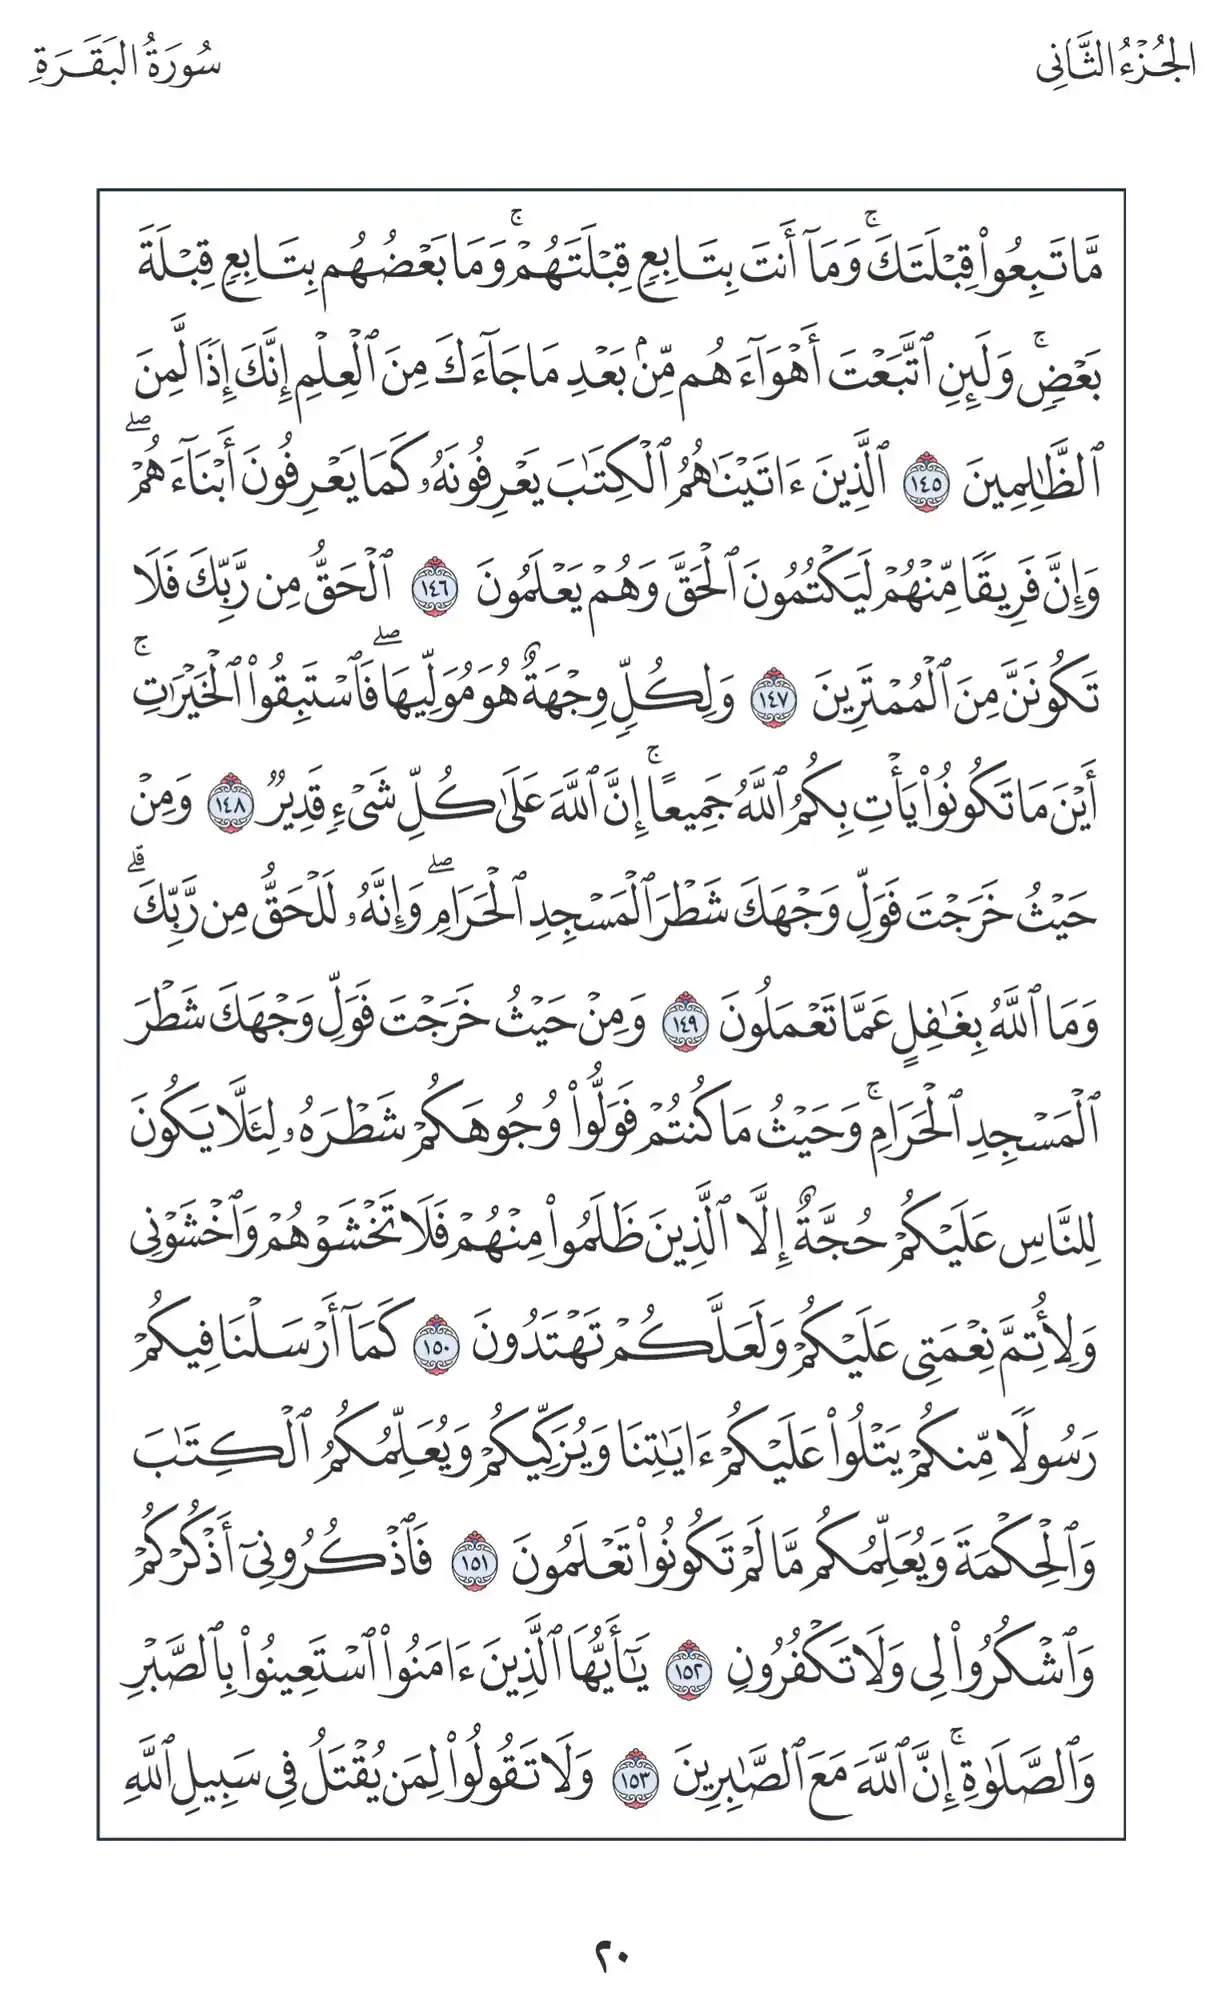 الجُزْءُ الثَّانِي
سُورَةُ البَقَرَةِ
مَّا تَبِعُوا۟ قِبْلَتَكَ ۚ وَمَآ أَنتَ بِتَابِعٍ قِبْلَتَهُمْ ۚ وَمَا بَعْضُهُم بِتَابِعٍ قِبْلَةَ
بَعْضٍ ۚ وَلَئِنِ ٱتَّبَعْتَ أَهْوَآءَهُم مِّنۢ بَعْدِ مَا جَآءَكَ مِنَ ٱلْعِلْمِ إِنَّكَ إِذًا لَّمِنَ
ٱلظَّٰلِمِينَ ١٤٥ ٱلَّذِينَ ءَاتَيْنَٰهُمُ ٱلْكِتَٰبَ يَعْرِفُونَهُۥ كَمَا يَعْرِفُونَ أَبْنَآءَهُمْ ۖ
وَإِنَّ فَرِيقًا مِّنْهُمْ لَيَكْتُمُونَ ٱلْحَقَّ وَهُمْ يَعْلَمُونَ ١٤٦ ٱلْحَقُّ مِن رَّبِّكَ فَلَا
تَكُونَنَّ مِنَ ٱلْمُمْتَرِينَ ١٤٧ وَلِكُلٍّ وِجْهَةٌ هُوَ مُوَلِّيهَا ۖ فَٱسْتَبِقُوا۟ ٱلْخَيْرَٰتِ ۚ
أَيْنَ مَا تَكُونُوا۟ يَأْتِ بِكُمُ ٱللَّهُ جَمِيعًا ۚ إِنَّ ٱللَّهَ عَلَىٰ كُلِّ شَىْءٍ قَدِيرٌ ١٤٨ وَمِنْ
حَيْثُ خَرَجْتَ فَوَلِّ وَجْهَكَ شَطْرَ ٱلْمَسْجِدِ ٱلْحَرَامِ ۖ وَإِنَّهُۥ لَلْحَقُّ مِن رَّبِّكَ ۗ
وَمَا ٱللَّهُ بِغَٰفِلٍ عَمَّا تَعْمَلُونَ ١٤٩ وَمِنْ حَيْثُ خَرَجْتَ فَوَلِّ وَجْهَكَ شَطْرَ
ٱلْمَسْجِدِ ٱلْحَرَامِ ۚ وَحَيْثُ مَا كُنتُمْ فَوَلُّوا۟ وُجُوهَكُمْ شَطْرَهُۥ لِئَلَّا يَكُونَ
لِلنَّاسِ عَلَيْكُمْ حُجَّةٌ إِلَّا ٱلَّذِينَ ظَلَمُوا۟ مِنْهُمْ فَلَا تَخْشَوْهُمْ وَٱخْشَوْنِى
وَلِأُتِمَّ نِعْمَتِى عَلَيْكُمْ وَلَعَلَّكُمْ تَهْتَدُونَ ١٥٠ كَمَآ أَرْسَلْنَا فِيكُمْ
رَسُولًا مِّنكُمْ يَتْلُوا۟ عَلَيْكُمْ ءَايَٰتِنَا وَيُزَكِّيكُمْ وَيُعَلِّمُكُمُ ٱلْكِتَٰبَ
وَٱلْحِكْمَةَ وَيُعَلِّمُكُم مَّا لَمْ تَكُونُوا۟ تَعْلَمُونَ ١٥١ فَٱذْكُرُونِىٓ أَذْكُرْكُمْ
وَٱشْكُرُوا۟ لِى وَلَا تَكْفُرُونِ ١٥٢ يَٰٓأَيُّهَا ٱلَّذِينَ ءَامَنُوا۟ ٱسْتَعِينُوا۟ بِٱلصَّبْرِ
وَٱلصَّلَوٰةِ ۚ إِنَّ ٱللَّهَ مَعَ ٱلصَّٰبِرِينَ ١٥٣ وَلَا تَقُولُوا۟ لِمَن يُقْتَلُ فِى سَبِيلِ ٱللَّهِ
٢٠